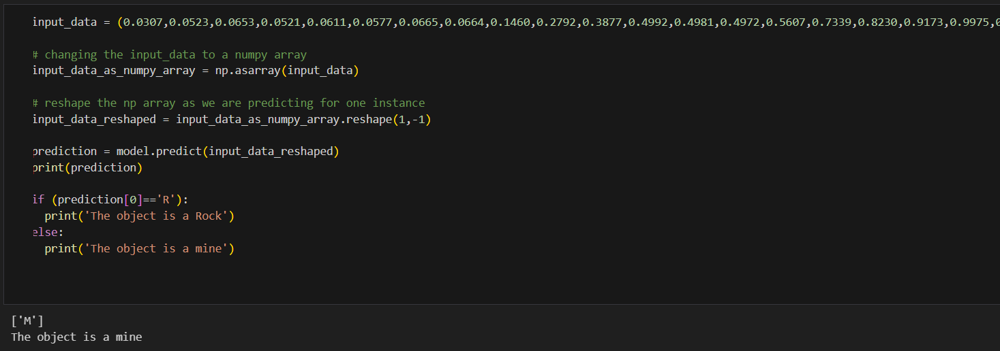 input_data = (0.0307,0.0523,0.0653,0.0521,0.0611,0.0577,0.0665,0.0664,0.1460,0.2792,0.3877,0.4992,0.4981,0.4972,0.5607,0.7339,0.8230,0.9173,0.9975,0
# changing the input_data to a numpy array
input_data_as_numpy_array = np.asarray(input_data)
# reshape the np array as we are predicting for one instance
input_data_reshaped = input_data_as_numpy_array.reshape(1,-1)
prediction = model.predict(input_data_reshaped)
print(prediction)
if (prediction[0]=='R'):
  print('The object is a Rock')
else:
  print('The object is a mine')
['M']
The object is a mine